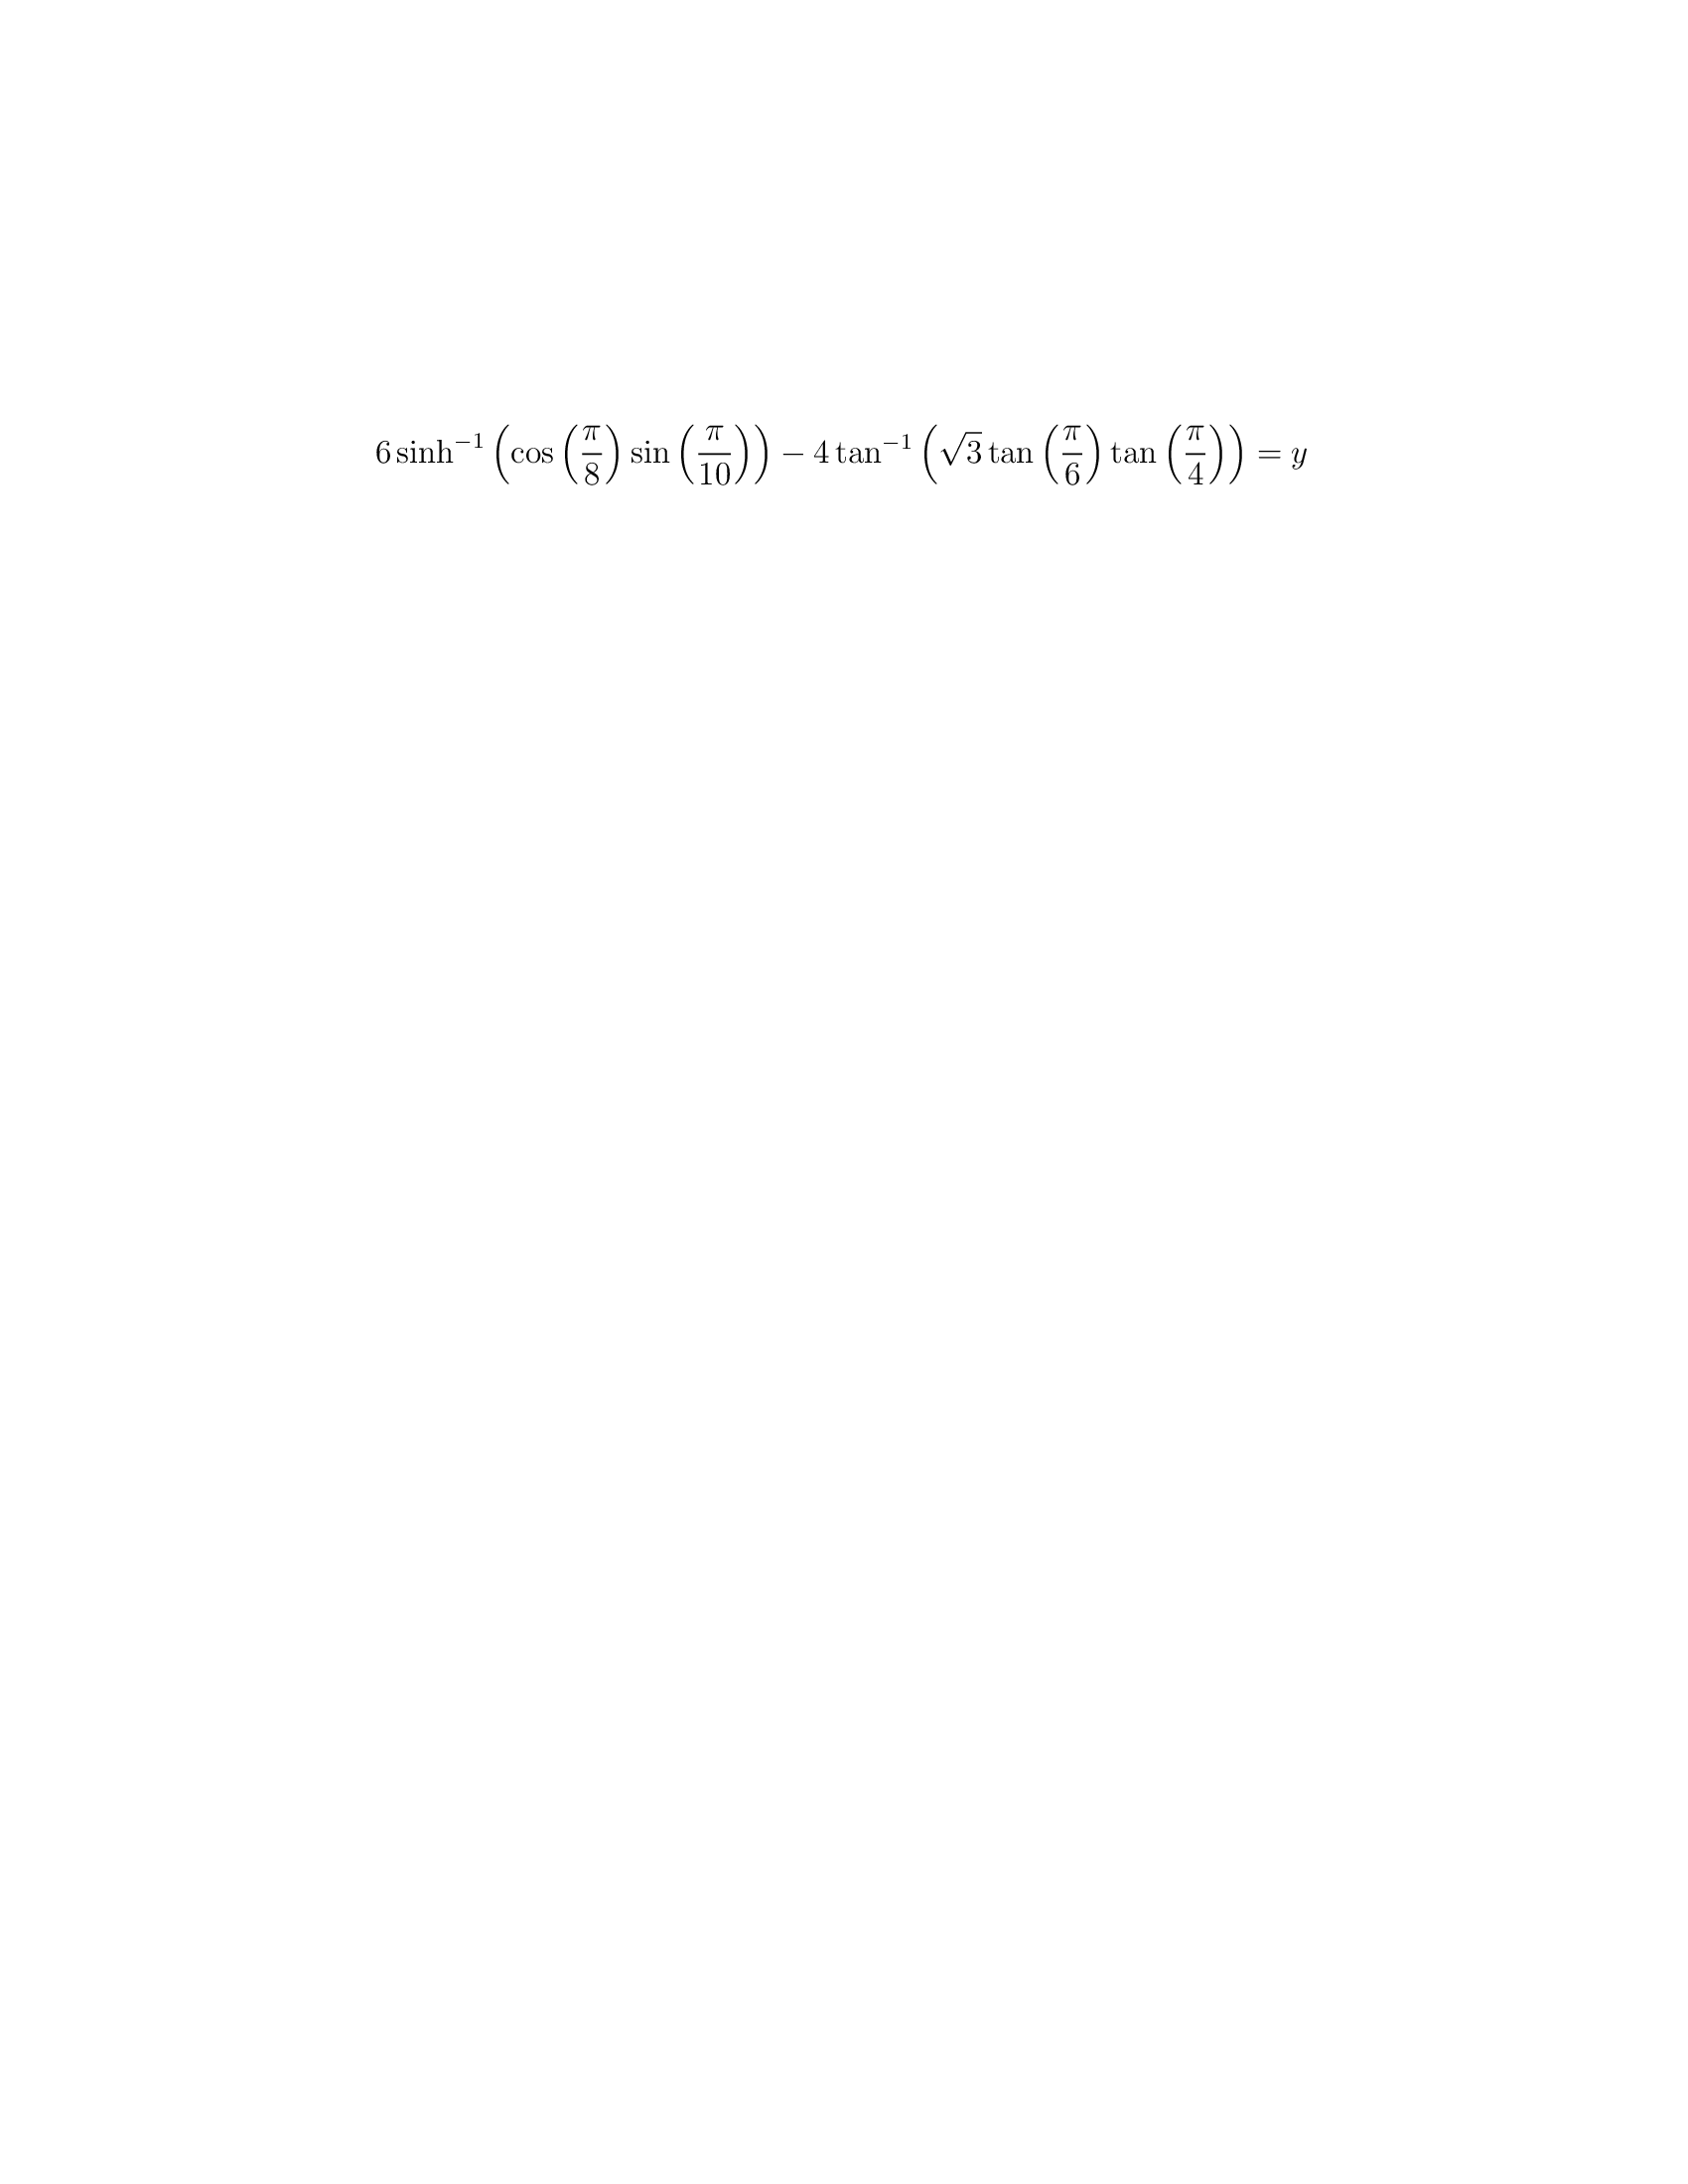 6 sinh⁻¹ (cos (π/8) sin (π/10)) − 4 tan⁻¹ (√3 tan (π/6) tan (π/4)) = y